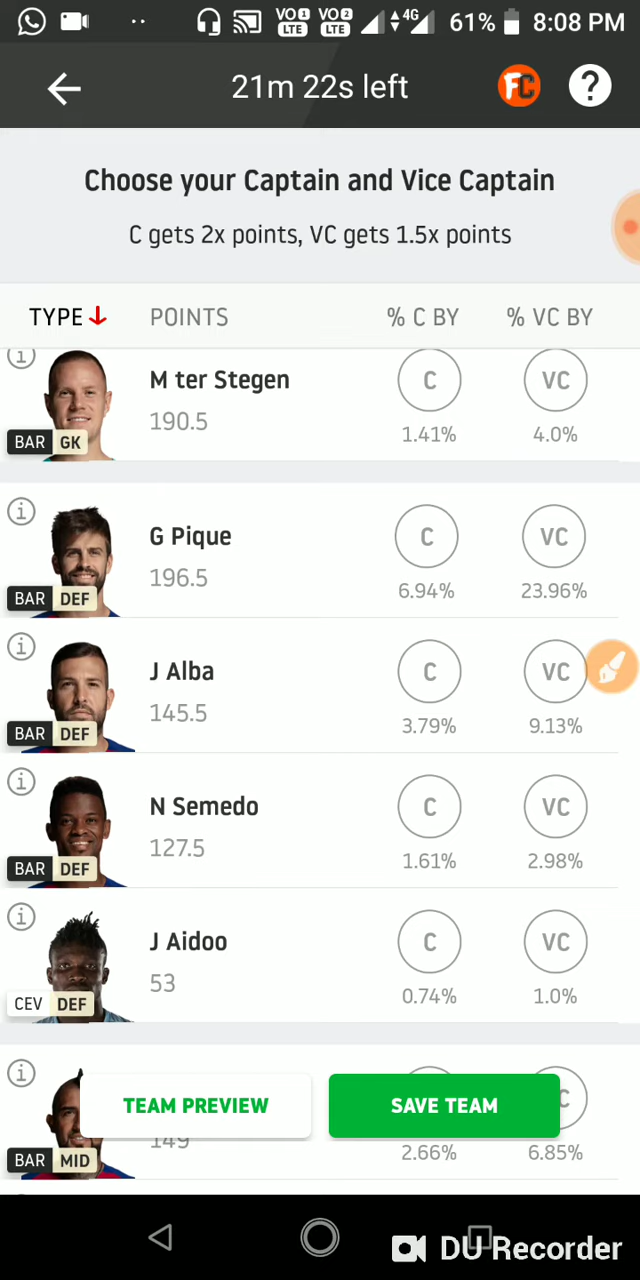 VO 1 LTE VO 2 LTE 4G 61% 8:08 PM
21m 22s left FC ?
Choose your Captain and Vice Captain
C gets 2x points, VC gets 1.5x points
TYPE POINTS % C BY % VC BY
M ter Stegen C VC
190.5
BAR GK 1.41% 4.0%
G Pique C VC
196.5
BAR DEF 6.94% 23.96%
J Alba C VC
145.5
BAR DEF 3.79% 9.13%
N Semedo C VC
127.5
BAR DEF 1.61% 2.98%
J Aidoo C VC
53
CEV DEF 0.74% 1.0%
TEAM PREVIEW SAVE TEAM C
149
BAR MID 2.66% 6.85%
DU Recorder